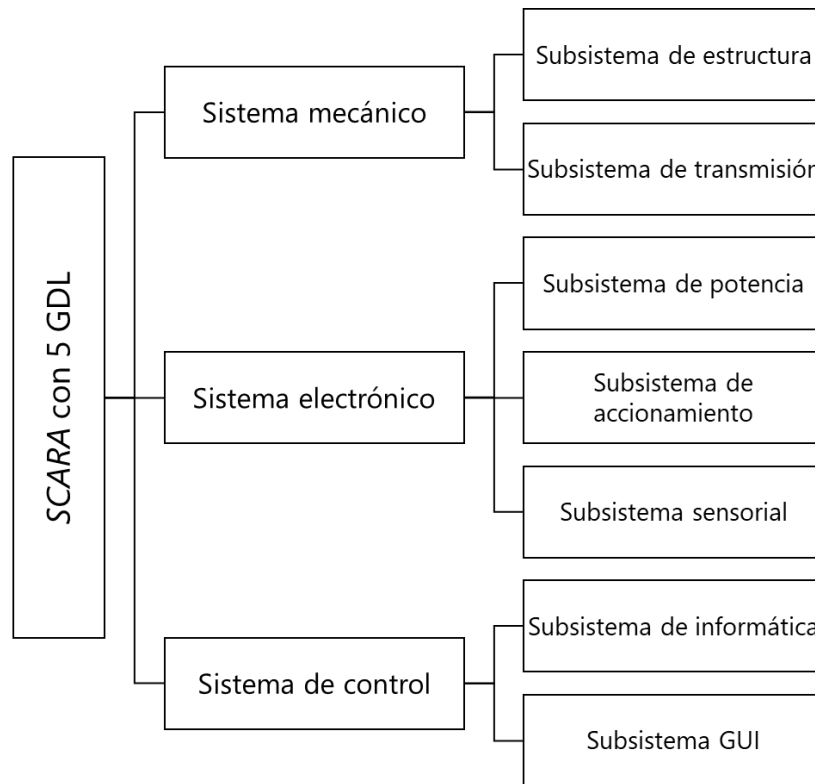 SCARA con 5 GDL
Sistema mecánico
Subsistema de estructura
Subsistema de transmisión
Sistema electrónico
Subsistema de potencia
Subsistema de
accionamiento
Subsistema sensorial
Sistema de control
Subsistema de informática
Subsistema GUI